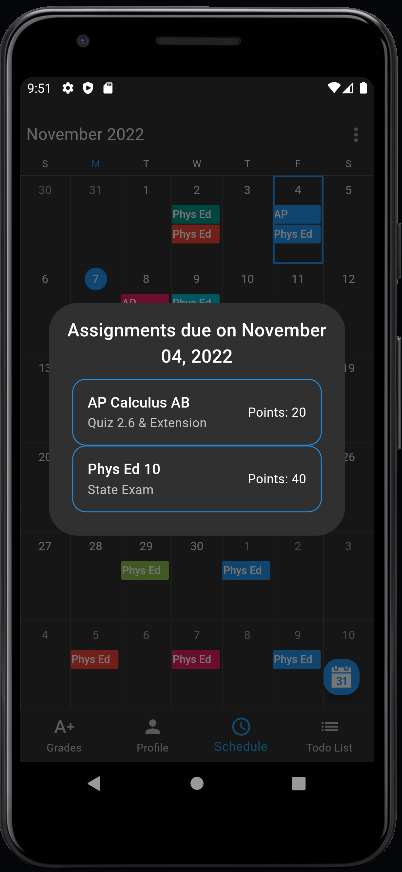 9:51
November 2022
S M T W T F S
30 31 1 2 3 4 5
Phys Ed AP
Phys Ed Phys Ed
6 7 8 9 10 11 12
AP Phys Ed
Assignments due on November
04, 2022
13 19
AP Calculus AB
Quiz 2.6 & Extension
Points: 20
20 26
Phys Ed 10
State Exam
Points: 40
27 28 29 30 1 2 3
Phys Ed Phys Ed
4 5 6 7 8 9 10
Phys Ed Phys Ed Phys Ed
31
A+
Grades Profile Schedule Todo List